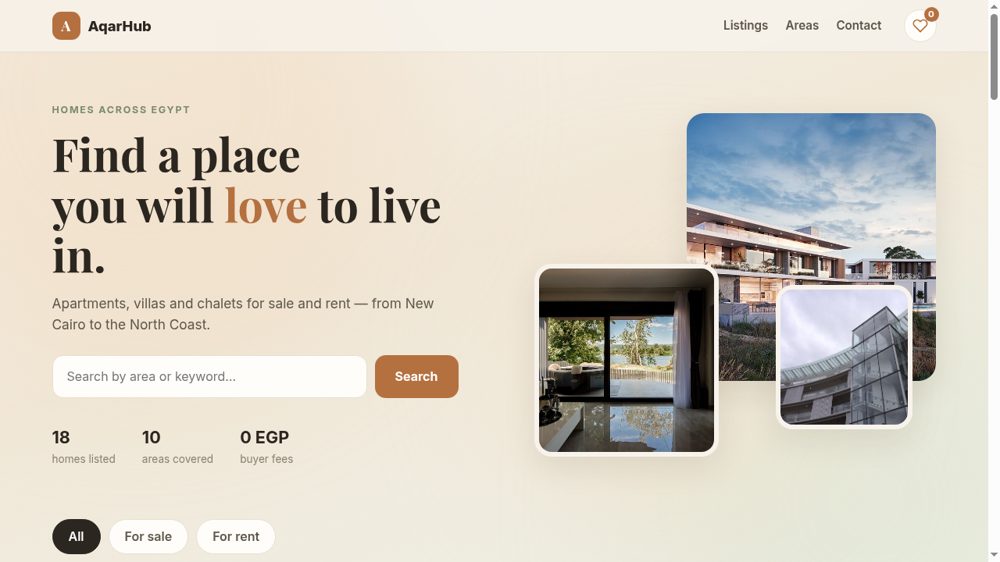 A AqarHub
Listings Areas Contact 0
HOMES ACROSS EGYPT
Find a place
you will love to live
in.
Apartments, villas and chalets for sale and rent — from New
Cairo to the North Coast.
Search by area or keyword... Search
18 10 0 EGP
homes listed areas covered buyer fees
All For sale For rent